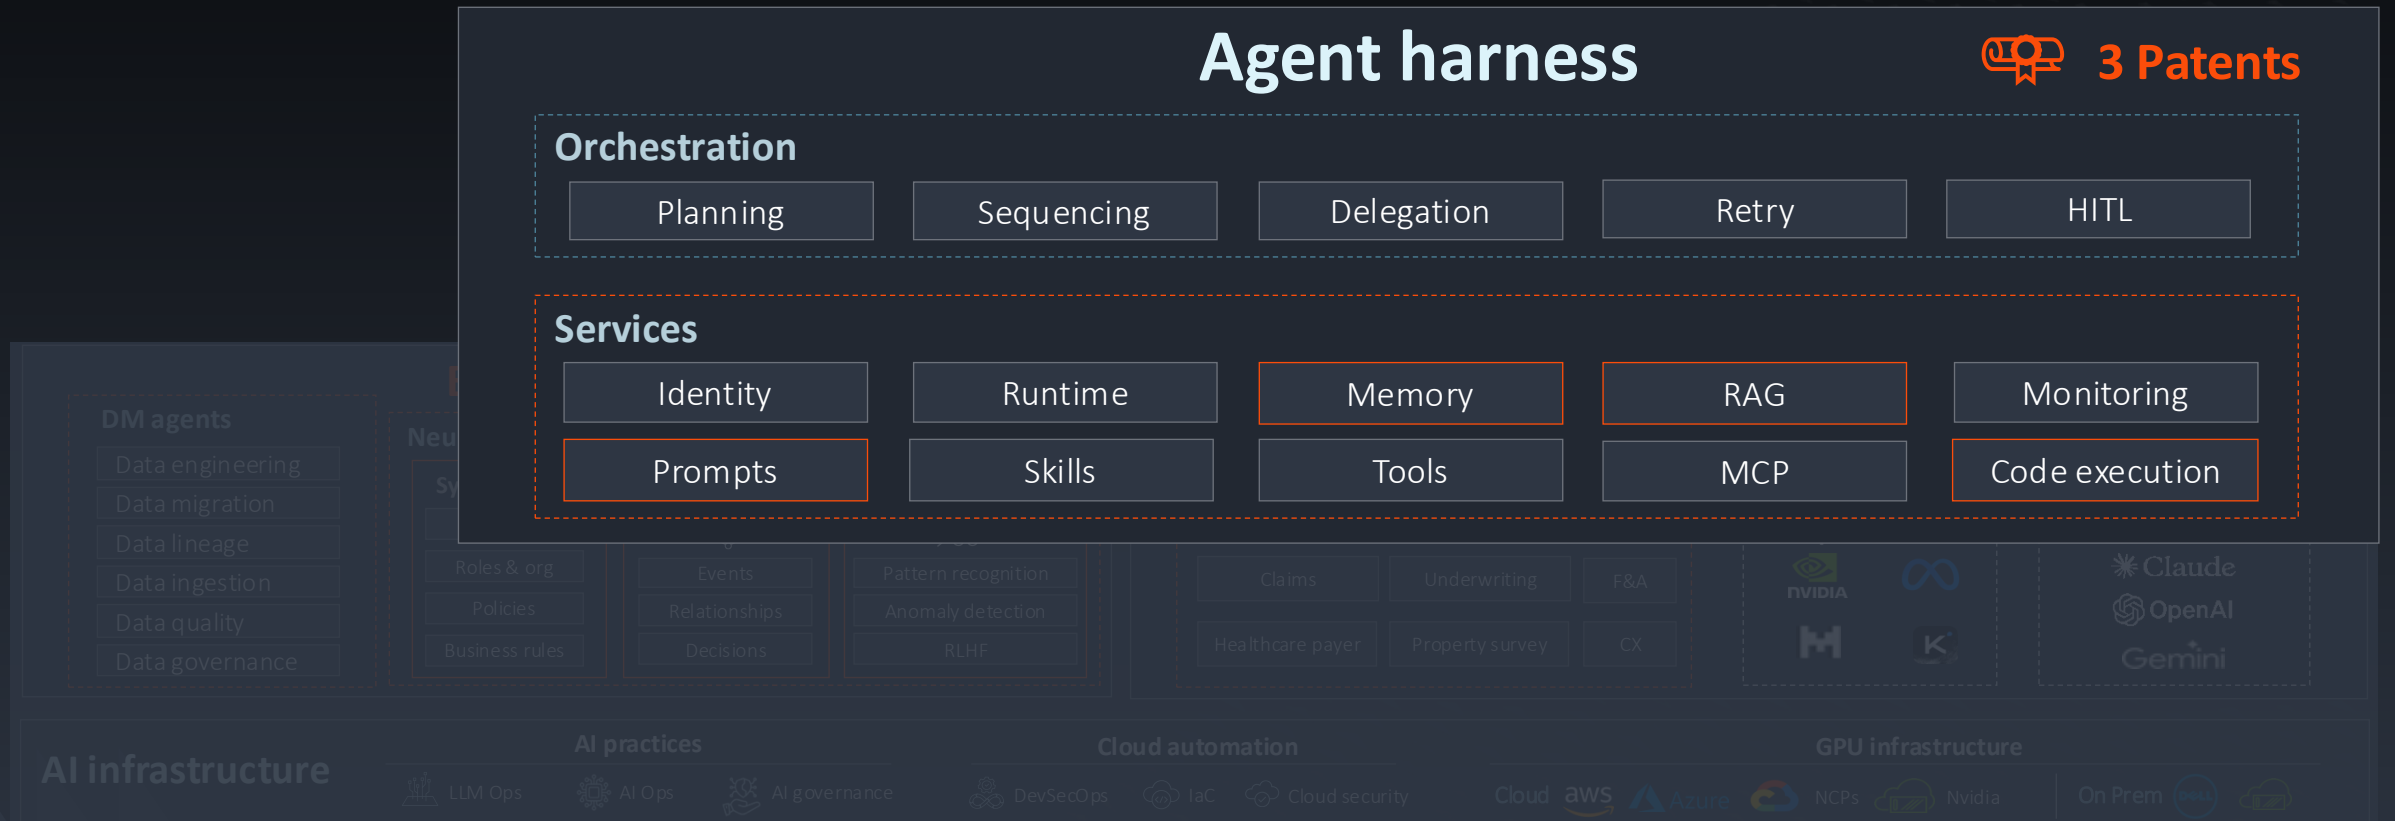 Agent harness
3 Patents
Orchestration
Planning
Sequencing
Delegation
Retry
HITL
Services
Identity
Runtime
Memory
RAG
Monitoring
Prompts
Skills
Tools
MCP
Code execution
DM agents
Data engineering
Data migration
Data lineage
Data ingestion
Data quality
Data governance
Roles & org
Policies
Business rules
Events
Relationships
Decisions
Pattern recognition
Anomaly detection
RLHF
Claims
Underwriting
F&A
Healthcare payer
Property survey
CX
NVIDIA
Claude
OpenAI
Gemini
AI infrastructure
AI practices
LLM Ops
AI Ops
AI governance
Cloud automation
DevSecOps
IaC
Cloud security
GPU infrastructure
Cloud
aws
Azure
NCPs
Nvidia
On Prem
DELL